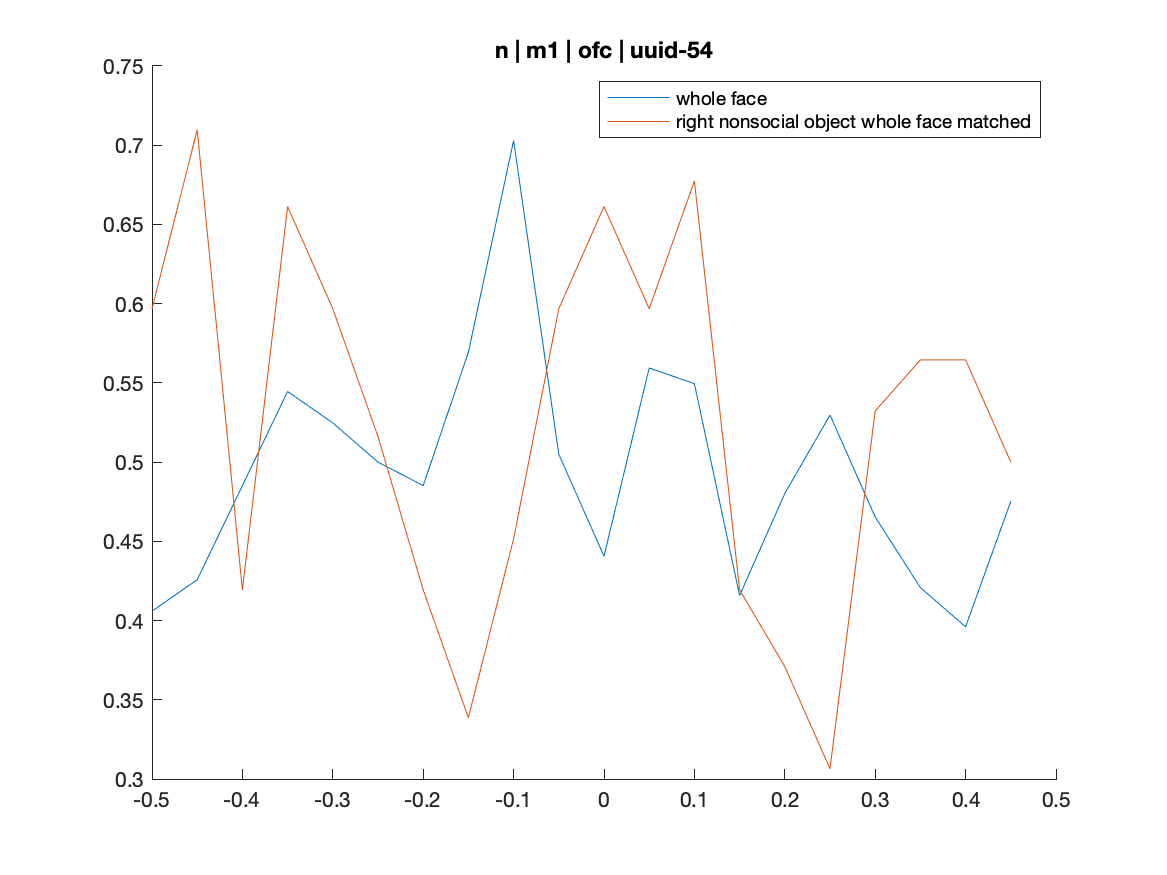 n | m1 | ofc | uuid-54
whole face
right nonsocial object whole face matched
0.75
0.7
0.65
0.6
0.55
0.5
0.45
0.4
0.35
0.3
-0.5 -0.4 -0.3 -0.2 -0.1 0 0.1 0.2 0.3 0.4 0.5